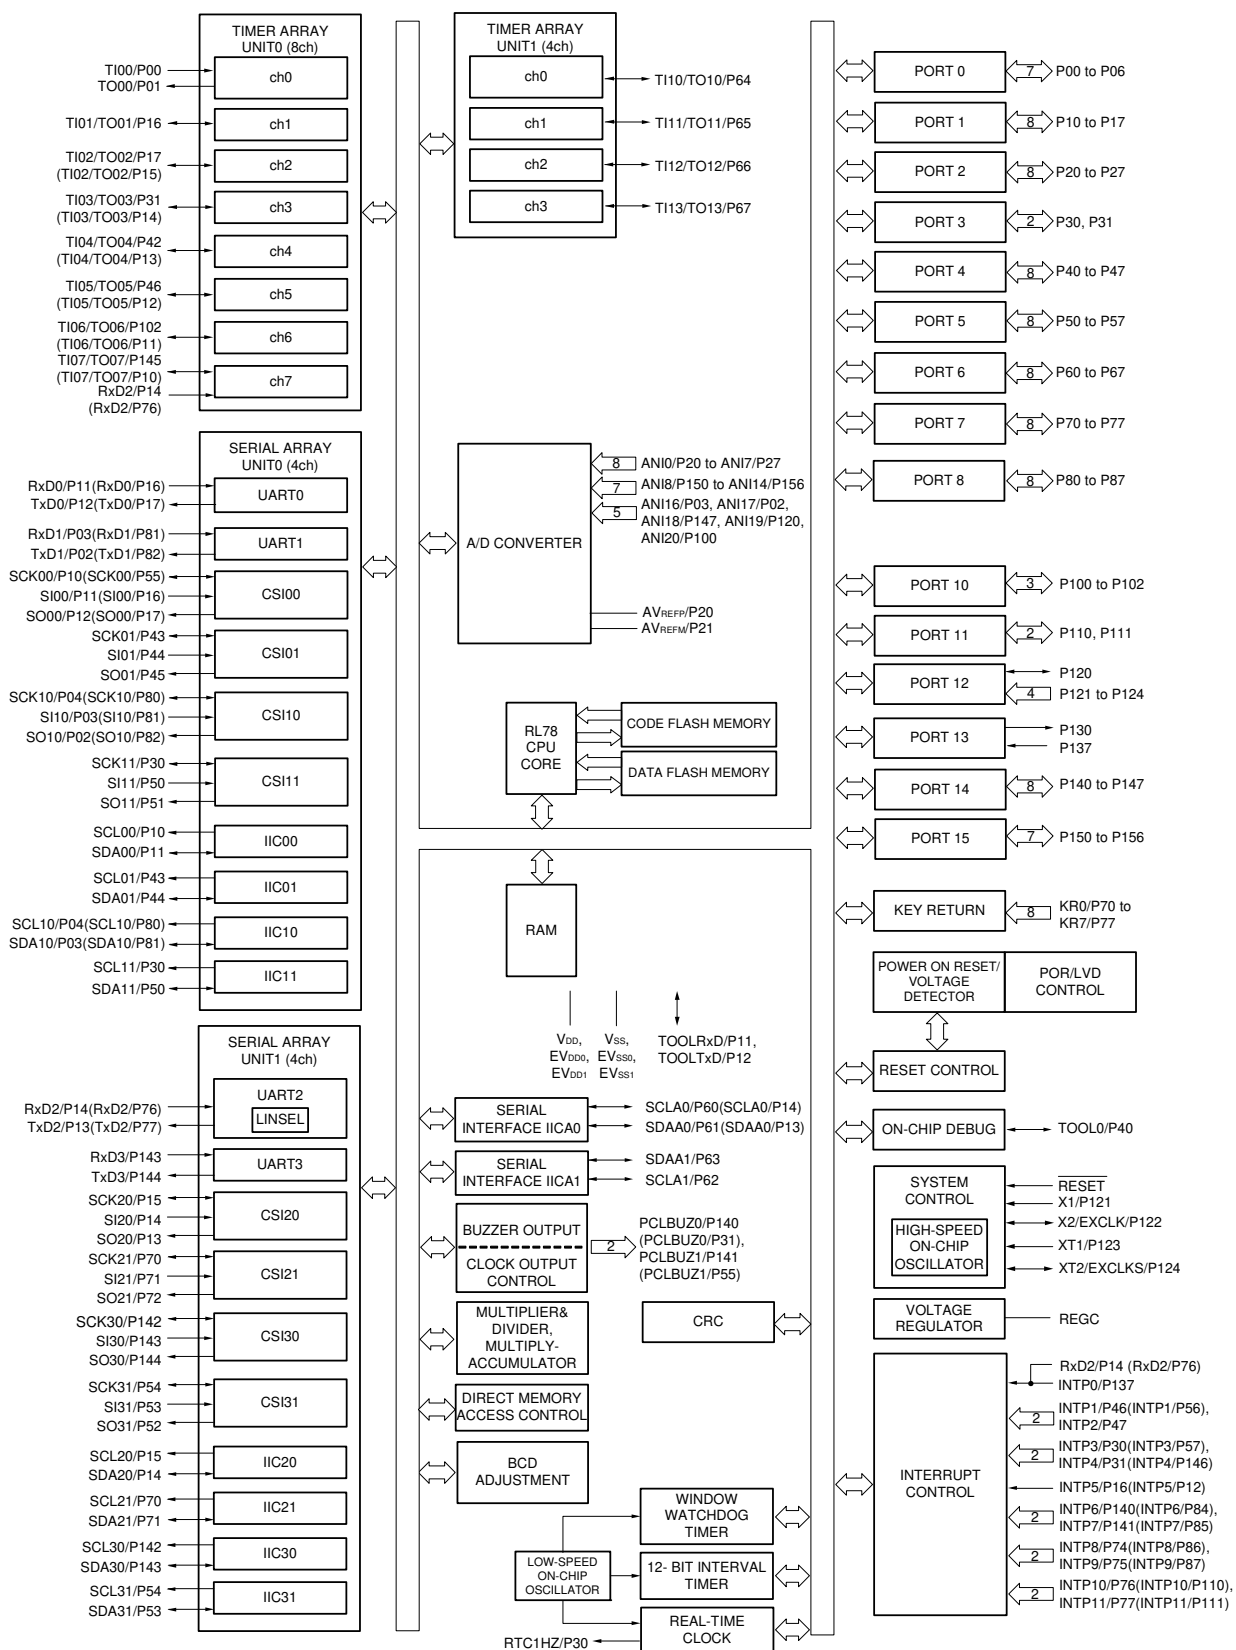 TIMER ARRAY
UNIT0 (8ch)
TI00/P00
TO00/P01
ch0
TI01/TO01/P16
ch1
TI02/TO02/P17
(TI02/TO02/P15)
ch2
TI03/TO03/P31
(TI03/TO03/P14)
ch3
TI04/TO04/P42
(TI04/TO04/P13)
ch4
TI05/TO05/P46
(TI05/TO05/P12)
ch5
TI06/TO06/P102
(TI06/TO06/P11)
ch6
TI07/TO07/P145
(TI07/TO07/P10)
RxD2/P14
(RxD2/P76)
ch7
SERIAL ARRAY
UNIT0 (4ch)
RxD0/P11(RxD0/P16)
TxD0/P12(TxD0/P17)
UART0
RxD1/P03(RxD1/P81)
TxD1/P02(TxD1/P82)
UART1
SCK00/P10(SCK00/P55)
SI00/P11(SI00/P16)
SO00/P12(SO00/P17)
CSI00
SCK01/P43
SI01/P44
SO01/P45
CSI01
SCK10/P04(SCK10/P80)
SI10/P03(SI10/P81)
SO10/P02(SO10/P82)
CSI10
SCK11/P30
SI11/P50
SO11/P51
CSI11
SCL00/P10
SDA00/P11
IIC00
SCL01/P43
SDA01/P44
IIC01
SCL10/P04(SCL10/P80)
SDA10/P03(SDA10/P81)
IIC10
SCL11/P30
SDA11/P50
IIC11
SERIAL ARRAY
UNIT1 (4ch)
RxD2/P14(RxD2/P76)
TxD2/P13(TxD2/P77)
UART2
LINSEL
RxD3/P143
TxD3/P144
UART3
SCK20/P15
SI20/P14
SO20/P13
CSI20
SCK21/P70
SI21/P71
SO21/P72
CSI21
SCK30/P142
SI30/P143
SO30/P144
CSI30
SCK31/P54
SI31/P53
SO31/P52
CSI31
SCL20/P15
SDA20/P14
IIC20
SCL21/P70
SDA21/P71
IIC21
SCL30/P142
SDA30/P143
IIC30
SCL31/P54
SDA31/P53
IIC31
TIMER ARRAY
UNIT1 (4ch)
ch0
TI10/TO10/P64
ch1
TI11/TO11/P65
ch2
TI12/TO12/P66
ch3
TI13/TO13/P67
A/D CONVERTER
8 ANI0/P20 to ANI7/P27
7 ANI8/P150 to ANI14/P156
5 ANI16/P03, ANI17/P02,
ANI18/P147, ANI19/P120,
ANI20/P100
AVREFP/P20
AVREFM/P21
RL78
CPU
CORE
CODE FLASH MEMORY
DATA FLASH MEMORY
RAM
VDD,
EVDD0,
EVDD1
VSS,
EVSS0,
EVSS1
TOOLRxD/P11,
TOOLTxD/P12
SERIAL
INTERFACE IICA0
SCLA0/P60(SCLA0/P14)
SDAA0/P61(SDAA0/P13)
SERIAL
INTERFACE IICA1
SDAA1/P63
SCLA1/P62
BUZZER OUTPUT
CLOCK OUTPUT
CONTROL
2
PCLBUZ0/P140
(PCLBUZ0/P31),
PCLBUZ1/P141
(PCLBUZ1/P55)
MULTIPLIER&
DIVIDER,
MULTIPLY-
ACCUMULATOR
CRC
DIRECT MEMORY
ACCESS CONTROL
BCD
ADJUSTMENT
WINDOW
WATCHDOG
TIMER
LOW-SPEED
ON-CHIP
OSCILLATOR
12- BIT INTERVAL
TIMER
REAL-TIME
CLOCK
RTC1HZ/P30
PORT 0 7 P00 to P06
PORT 1 8 P10 to P17
PORT 2 8 P20 to P27
PORT 3 2 P30, P31
PORT 4 8 P40 to P47
PORT 5 8 P50 to P57
PORT 6 8 P60 to P67
PORT 7 8 P70 to P77
PORT 8 8 P80 to P87
PORT 10 3 P100 to P102
PORT 11 2 P110, P111
PORT 12
P120
4 P121 to P124
PORT 13
P130
P137
PORT 14 8 P140 to P147
PORT 15 7 P150 to P156
KEY RETURN
8 KR0/P70 to
KR7/P77
POWER ON RESET/
VOLTAGE
DETECTOR
POR/LVD
CONTROL
RESET CONTROL
ON-CHIP DEBUG
TOOL0/P40
SYSTEM
CONTROL
HIGH-SPEED
ON-CHIP
OSCILLATOR
RESET
X1/P121
X2/EXCLK/P122
XT1/P123
XT2/EXCLKS/P124
VOLTAGE
REGULATOR
REGC
INTERRUPT
CONTROL
RxD2/P14 (RxD2/P76)
INTP0/P137
2 INTP1/P46(INTP1/P56),
INTP2/P47
2 INTP3/P30(INTP3/P57),
INTP4/P31(INTP4/P146)
INTP5/P16(INTP5/P12)
2 INTP6/P140(INTP6/P84),
INTP7/P141(INTP7/P85)
2 INTP8/P74(INTP8/P86),
INTP9/P75(INTP9/P87)
2 INTP10/P76(INTP10/P110),
INTP11/P77(INTP11/P111)